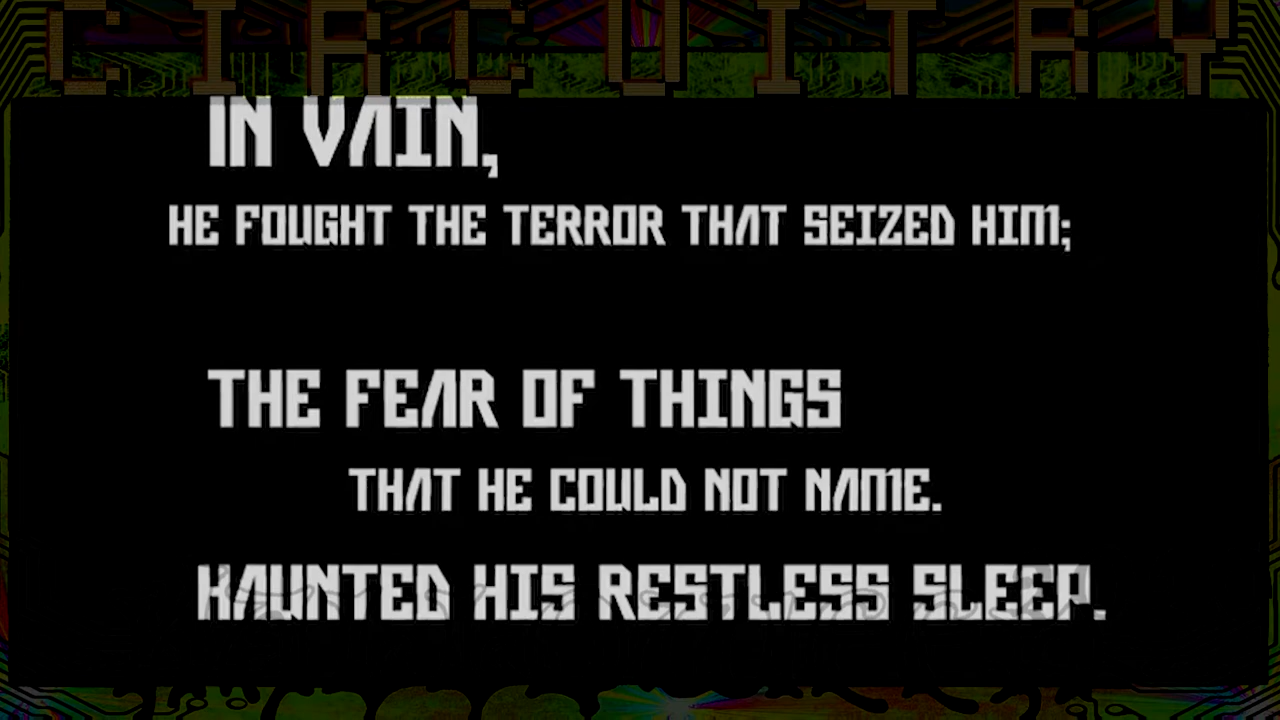 CIRCUITRY
IN VAIN,
HE FOUGHT THE TERROR THAT SEIZED HIM;
THE FEAR OF THINGS
THAT HE COULD NOT NAME.
HAUNTED HIS RESTLESS SLEEP.